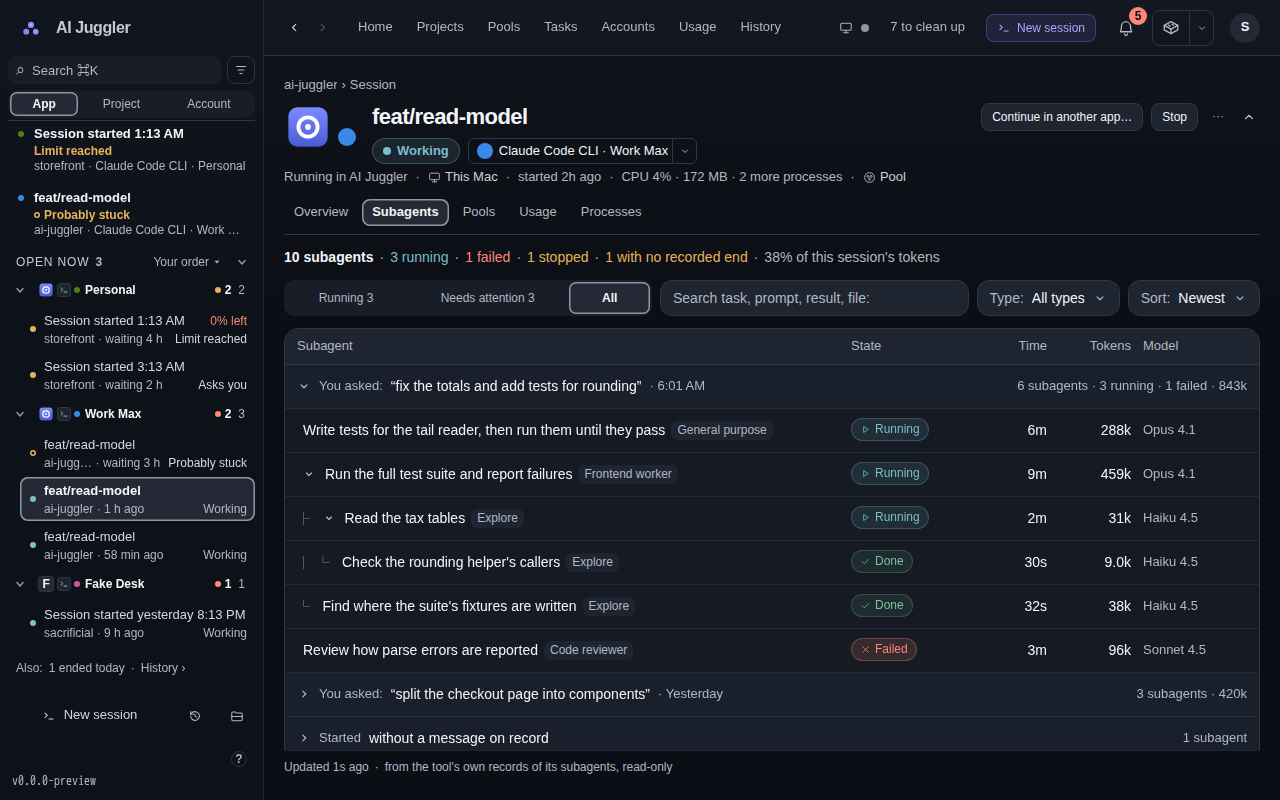 AI Juggler
Search ⌘K
App Project Account
Session started 1:13 AM
Limit reached
storefront · Claude Code CLI · Personal
feat/read-model
Probably stuck
ai-juggler · Claude Code CLI · Work …
OPEN NOW 3 Your order
Personal 2 2
Session started 1:13 AM 0% left
storefront · waiting 4 h Limit reached
Session started 3:13 AM
storefront · waiting 2 h Asks you
Work Max 2 3
feat/read-model
ai-jugg… · waiting 3 h Probably stuck
feat/read-model
ai-juggler · 1 h ago Working
feat/read-model
ai-juggler · 58 min ago Working
F Fake Desk 1 1
Session started yesterday 8:13 PM
sacrificial · 9 h ago Working
Also: 1 ended today · History ›
New session
?
v0.0.0-preview
Home Projects Pools Tasks Accounts Usage History
7 to clean up
New session
5
S
ai-juggler › Session
feat/read-model
Continue in another app… Stop ···
Working
Claude Code CLI · Work Max
Running in AI Juggler · This Mac · started 2h ago · CPU 4% · 172 MB · 2 more processes · Pool
Overview Subagents Pools Usage Processes
10 subagents · 3 running · 1 failed · 1 stopped · 1 with no recorded end · 38% of this session's tokens
Running 3 Needs attention 3 All
Search task, prompt, result, file:
Type: All types
Sort: Newest
Subagent State Time Tokens Model
You asked: “fix the totals and add tests for rounding” · 6:01 AM 6 subagents · 3 running · 1 failed · 843k
Write tests for the tail reader, then run them until they pass General purpose Running 6m 288k Opus 4.1
Run the full test suite and report failures Frontend worker Running 9m 459k Opus 4.1
Read the tax tables Explore Running 2m 31k Haiku 4.5
Check the rounding helper's callers Explore Done 30s 9.0k Haiku 4.5
Find where the suite's fixtures are written Explore Done 32s 38k Haiku 4.5
Review how parse errors are reported Code reviewer Failed 3m 96k Sonnet 4.5
You asked: “split the checkout page into components” · Yesterday 3 subagents · 420k
Started without a message on record 1 subagent
Updated 1s ago · from the tool's own records of its subagents, read-only